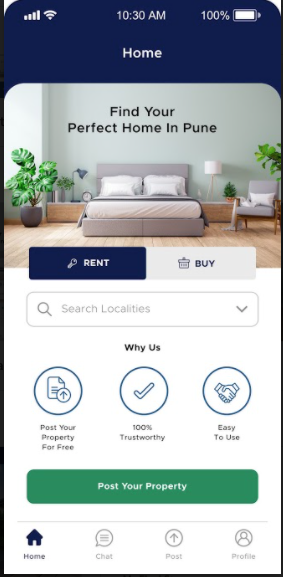 10:30 AM 100%
Home
Find Your
Perfect Home In Pune
RENT BUY
Search Localities
Why Us
Post Your
Property
For Free
100%
Trustworthy
Easy
To Use
Post Your Property
Home Chat Post Profile